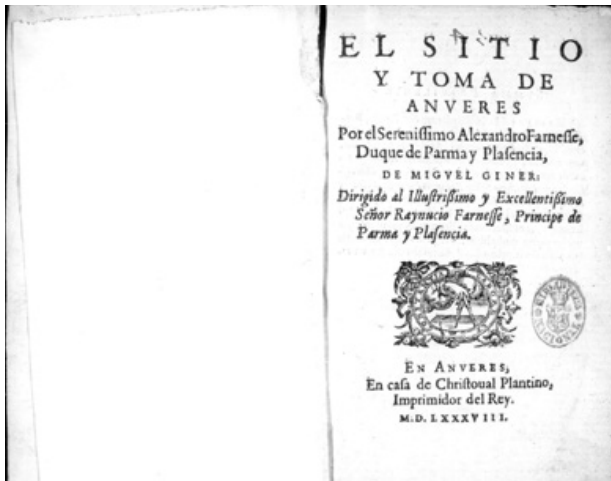 EL SITIO
Y TOMA DE
ANVERES
Por el Serenissimo Alexandro Farnesse,
Duque de Parma y Plasencia,
DE MIGVEL GINER:
Dirigido al Illustrissimo y Excellentissimo
Señor Raynucio Farnesse, Principe de
Parma y Plasencia.
EN ANVERES,
En casa de Christoual Plantino,
Imprimidor del Rey.
M.D.LXXXVIII.